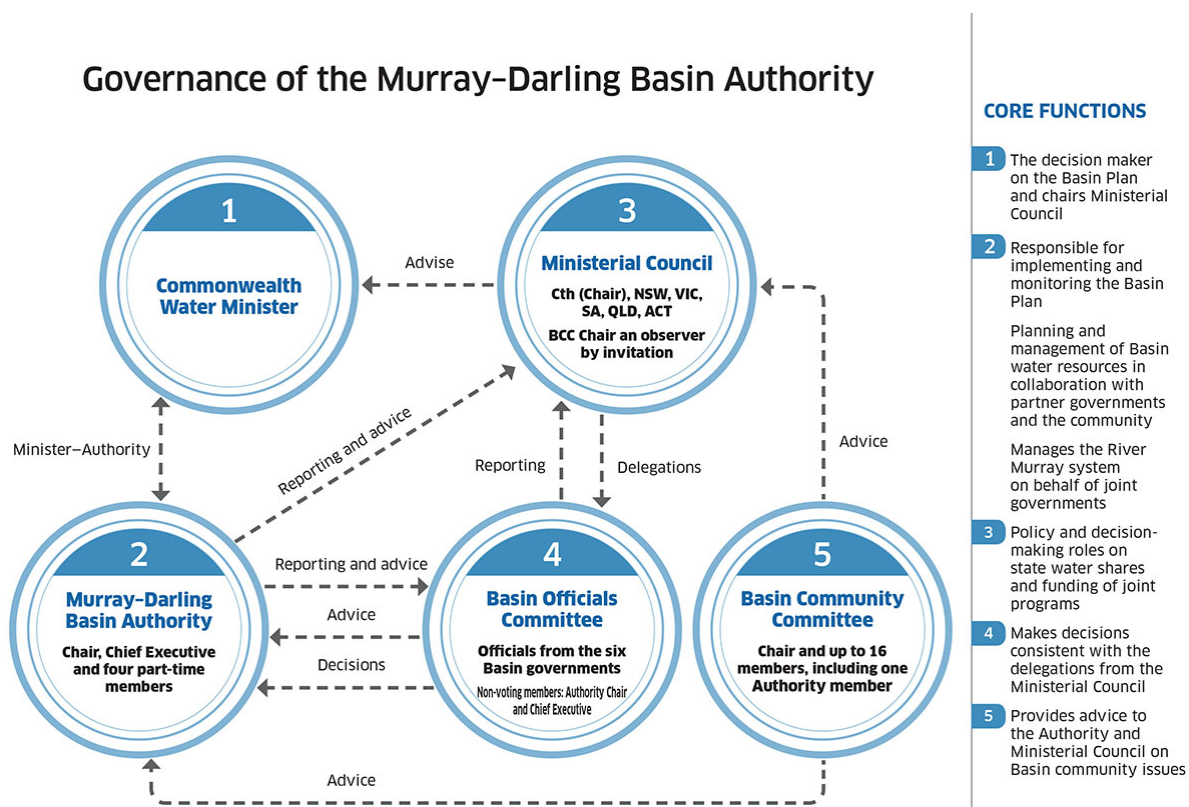 Governance of the Murray–Darling Basin Authority
1
Commonwealth
Water Minister
Advise
3
Ministerial Council
Cth (Chair), NSW, VIC,
SA, QLD, ACT
BCC Chair an observer
by invitation
Minister–Authority
Reporting and advice
Reporting
Delegations
Advice
2
Murray–Darling
Basin Authority
Chair, Chief Executive
and four part-time
members
Reporting and advice
Advice
Decisions
4
Basin Officials
Committee
Officials from the six
Basin governments
Non-voting members: Authority Chair
and Chief Executive
5
Basin Community
Committee
Chair and up to 16
members, including one
Authority member
Advice
CORE FUNCTIONS
1 The decision maker
on the Basin Plan
and chairs Ministerial
Council
2 Responsible for
implementing and
monitoring the Basin
Plan
Planning and
management of Basin
water resources in
collaboration with
partner governments
and the community
Manages the River
Murray system
on behalf of joint
governments
3 Policy and decision-
making roles on
state water shares
and funding of joint
programs
4 Makes decisions
consistent with the
delegations from the
Ministerial Council
5 Provides advice to
the Authority and
Ministerial Council on
Basin community issues